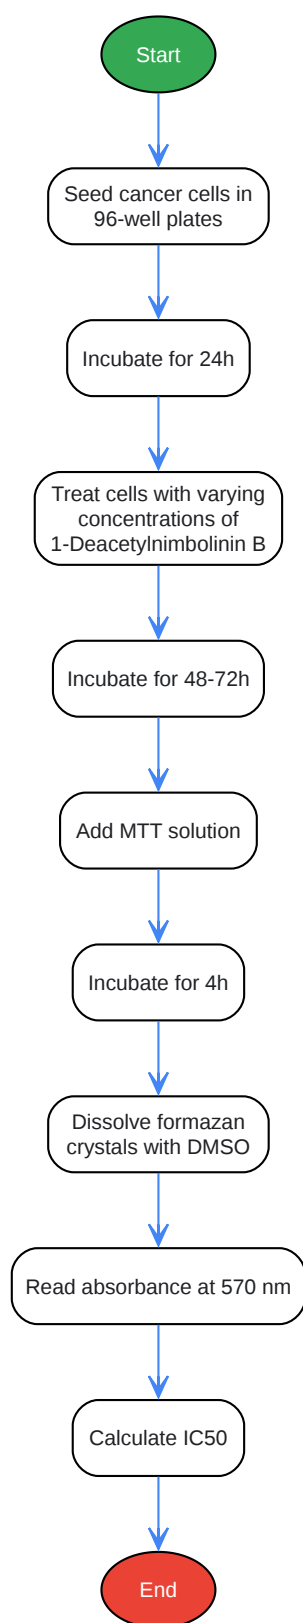 Start
Seed cancer cells in
96-well plates
Incubate for 24h
Treat cells with varying
concentrations of
1-Deacetylnimbolinin B
Incubate for 48-72h
Add MTT solution
Incubate for 4h
Dissolve formazan
crystals with DMSO
Read absorbance at 570 nm
Calculate IC50
End